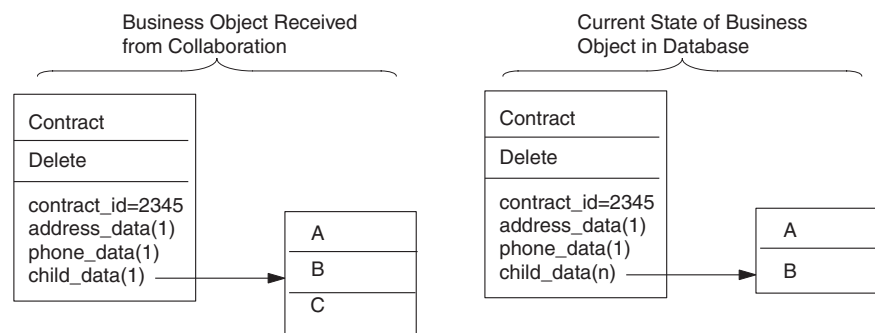 Business Object Received
from Collaboration
Contract
Delete
contract_id=2345
address_data(1)
phone_data(1)
child_data(1)
A
B
C
Current State of Business
Object in Database
Contract
Delete
contract_id=2345
address_data(1)
phone_data(1)
child_data(n)
A
B